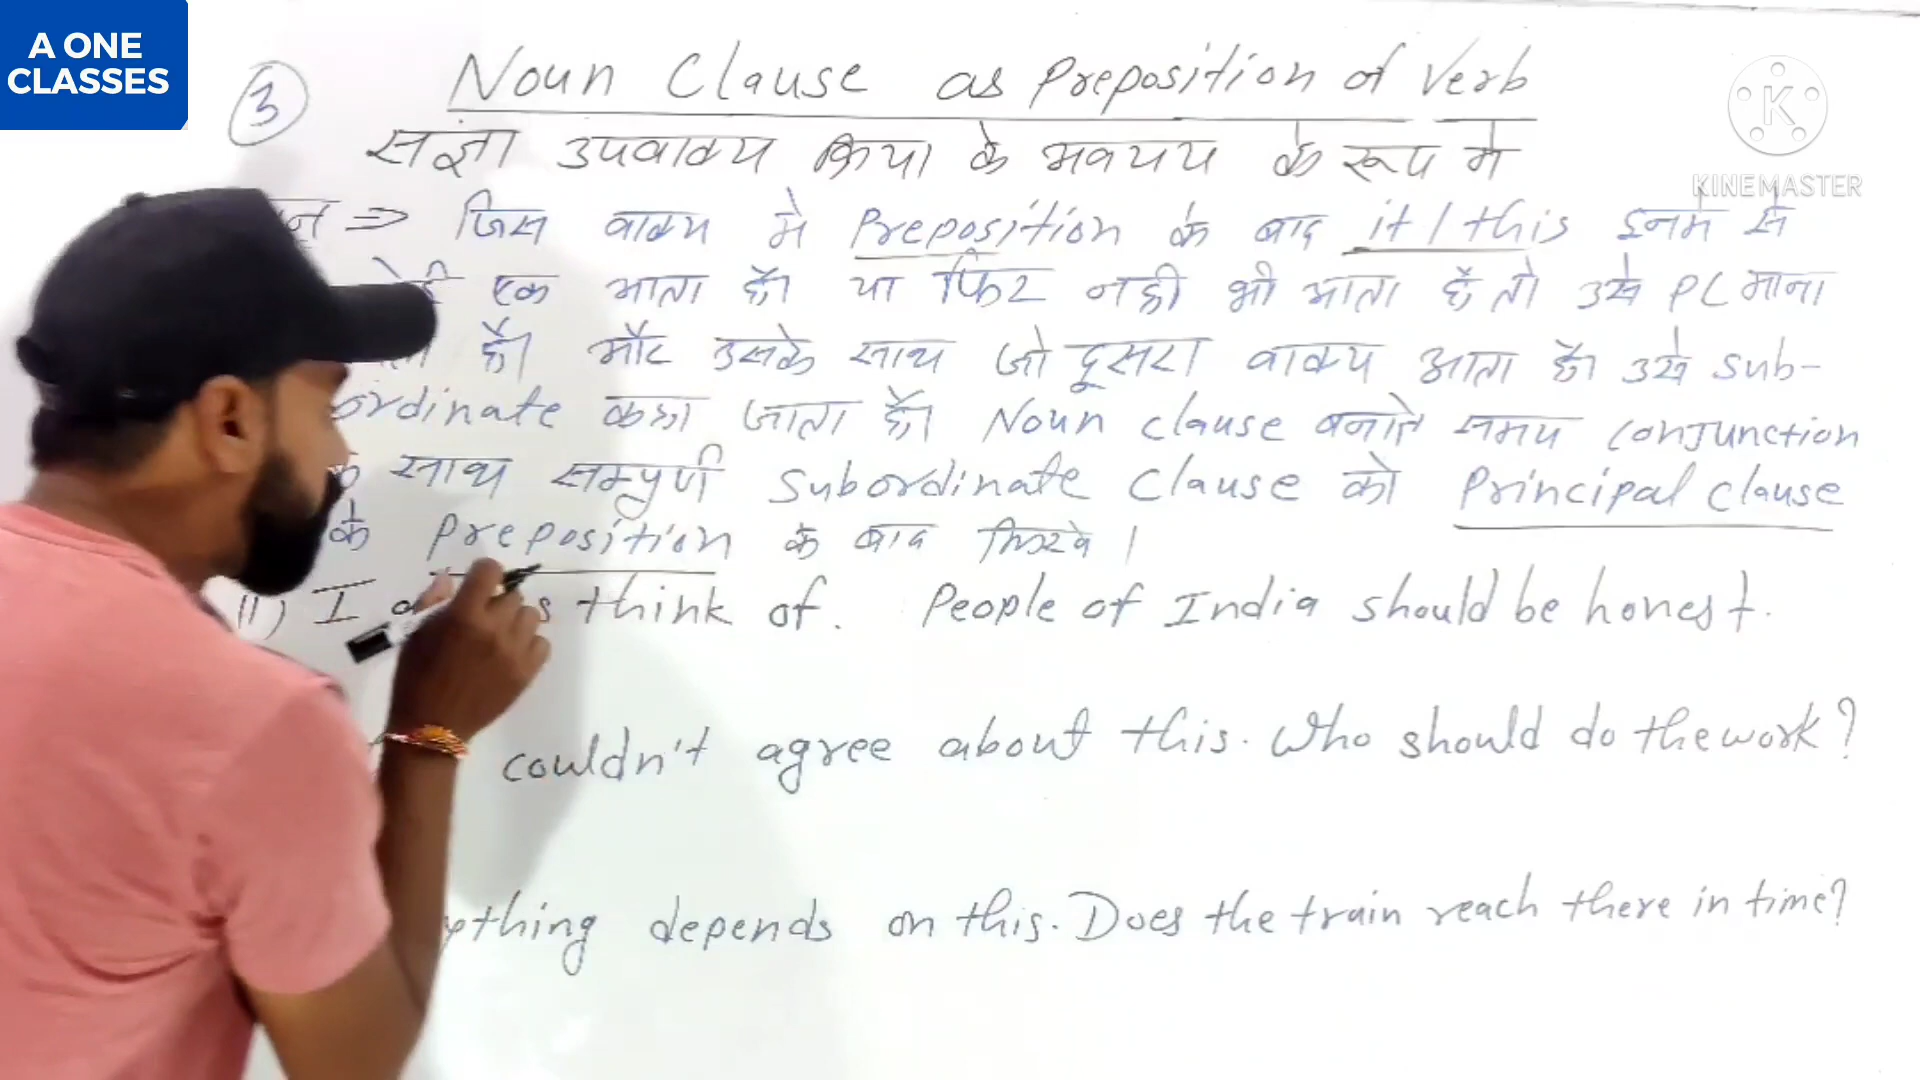 A ONE
CLASSES
3
Noun Clause as Preposition of Verb
संज्ञा उपवाक्य क्रिया के अवयय के रूप मे
⇒ जिस वाक्य मे Preposition के बाद it / this इनमे से
एक आता है। या फिर नही भी आता है तो उसे PC माना
है। और उसके साथ जो दूसरा वाक्य आता है। उसे Sub-
ordinate कहा जाता है। Noun clause बनाते समय conjunction
साथ सम्पुर्ण Subordinate Clause को Principal Clause
के Preposition के बाद लिखे।
(1) I think of. People of India should be honest.
couldn't agree about this. Who should do the work?
ything depends on this. Does the train reach there in time?
K
KINEMASTER